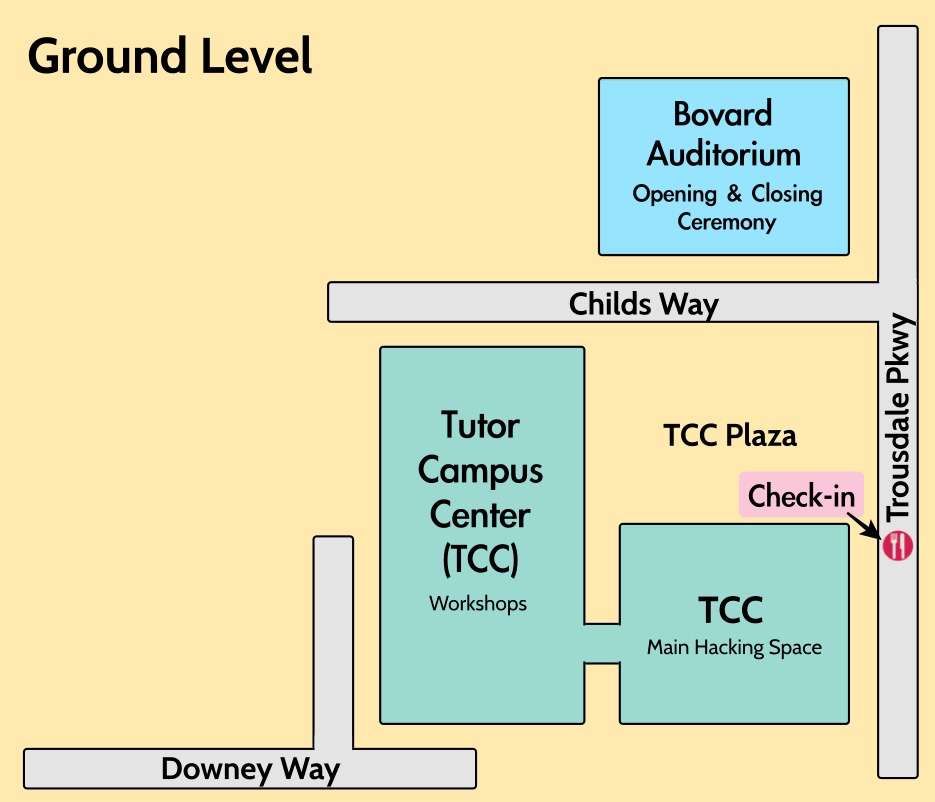 Ground Level
Bovard
Auditorium
Opening & Closing
Ceremony
Childs Way
Trousdale Pkwy
Tutor
Campus
Center
(TCC)
Workshops
TCC Plaza
Check-in
TCC
Main Hacking Space
Downey Way